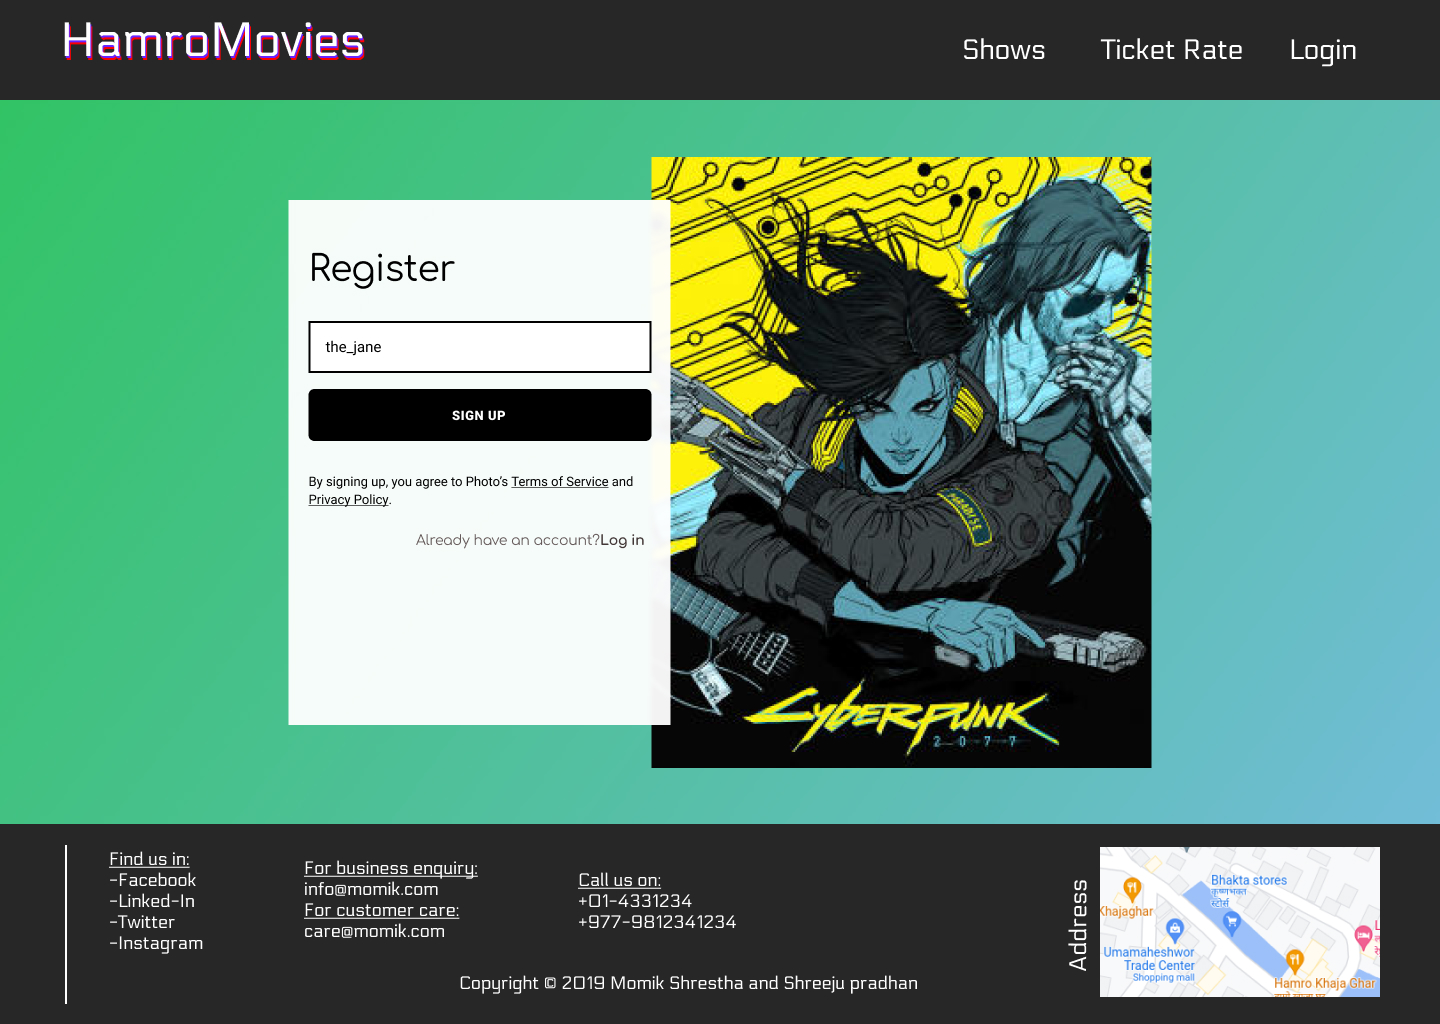 HamroMovies
Shows
Ticket Rate
Login
Register
the_jane
SIGN UP
By signing up, you agree to Photo's Terms of Service and
Privacy Policy.
Already have an account?Log in
PARADISE
CYBERPUNK
2077
Find us in:
-Facebook
-Linked-In
-Twitter
-Instagram
For business enquiry:
info@momik.com
For customer care:
care@momik.com
Call us on:
+01-4331234
+977-9812341234
Copyright © 2019 Momik Shrestha and Shreeju pradhan
Address
Bhakta stores
कृष्णभक्त
स्टोर्स
Khajaghar
Umamaheshwor
Trade Center
Shopping mall
Hamro Khaja Ghar